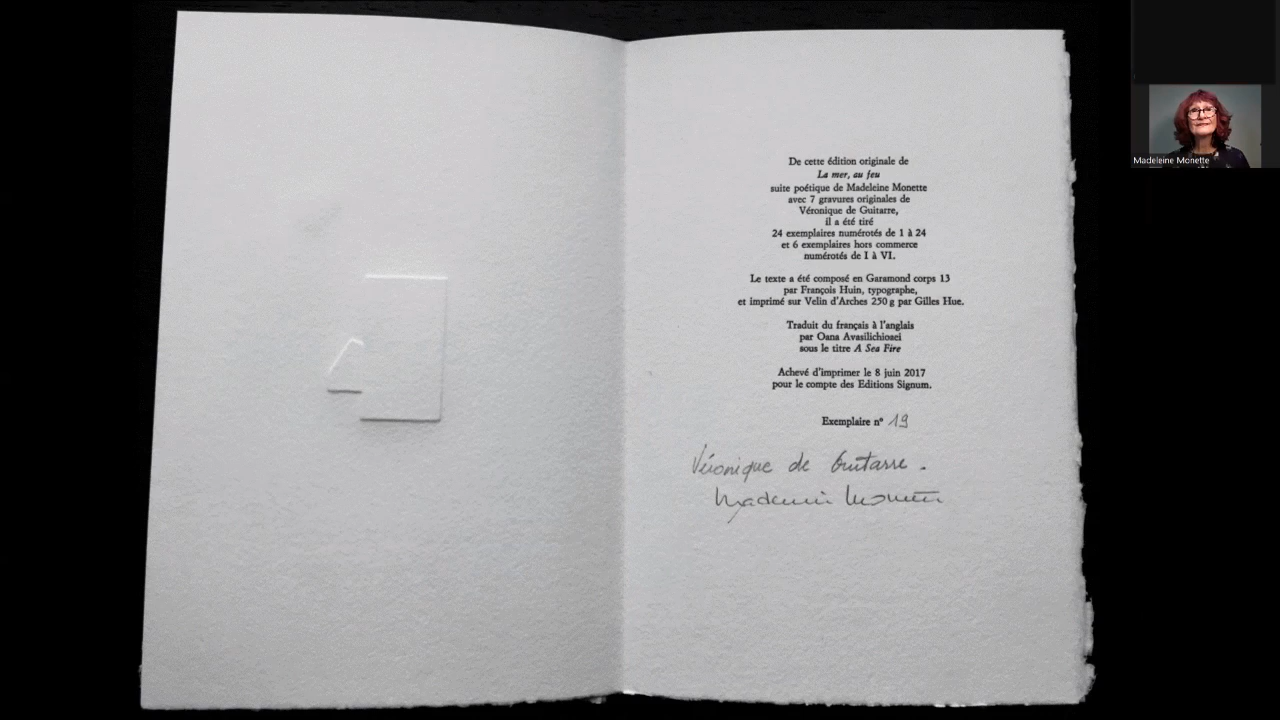 De cette édition originale de
La mer, au feu
suite poétique de Madeleine Monette
avec 7 gravures originales de
Véronique de Guitarre,
il a été tiré
24 exemplaires numérotés de 1 à 24
et 6 exemplaires hors commerce
numérotés de I à VI.
Le texte a été composé en Garamond corps 13
par François Huin, typographe,
et imprimé sur Velin d'Arches 250 g par Gilles Hue.
Traduit du français à l'anglais
par Oana Avasilichioaei
sous le titre A Sea Fire
Achevé d'imprimer le 8 juin 2017
pour le compte des Editions Signum.
Exemplaire nº 19
Véronique de Guitarre.
Madeleine Monette
Madeleine Monette